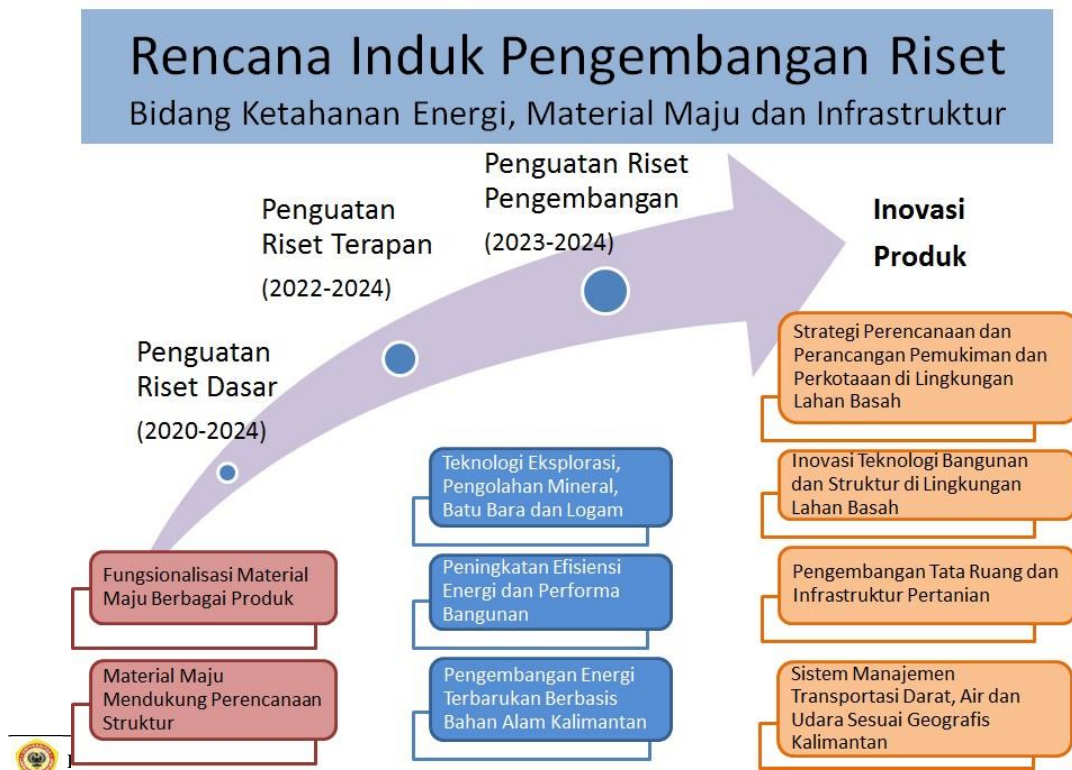 Rencana Induk Pengembangan Riset
Bidang Ketahanan Energi, Material Maju dan Infrastruktur
Penguatan Riset
Pengembangan
(2023-2024)
Penguatan
Riset Terapan
(2022-2024)
Penguatan
Riset Dasar
(2020-2024)
Inovasi
Produk
Fungsionalisasi Material
Maju Berbagai Produk
Material Maju
Mendukung Perencanaan
Struktur
Teknologi Eksplorasi,
Pengolahan Mineral,
Batu Bara dan Logam
Peningkatan Efisiensi
Energi dan Performa
Bangunan
Pengembangan Energi
Terbarukan Berbasis
Bahan Alam Kalimantan
Strategi Perencanaan dan
Perancangan Pemukiman dan
Perkotaaan di Lingkungan
Lahan Basah
Inovasi Teknologi Bangunan
dan Struktur di Lingkungan
Lahan Basah
Pengembangan Tata Ruang dan
Infrastruktur Pertanian
Sistem Manajemen
Transportasi Darat, Air dan
Udara Sesuai Geografis
Kalimantan